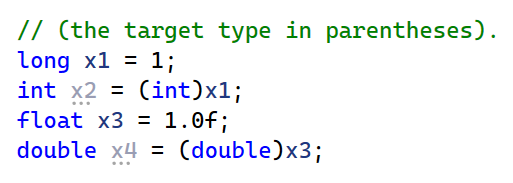 // (the target type in parentheses).
long x1 = 1;
int x2 = (int)x1;
float x3 = 1.0f;
double x4 = (double)x3;